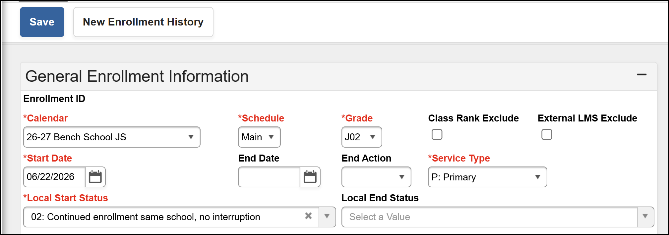 Save New Enrollment History
General Enrollment Information
Enrollment ID
*Calendar *Schedule *Grade Class Rank Exclude External LMS Exclude
26-27 Bench School JS Main J02
*Start Date End Date End Action *Service Type
06/22/2026 P: Primary
*Local Start Status Local End Status
02: Continued enrollment same school, no interruption Select a Value